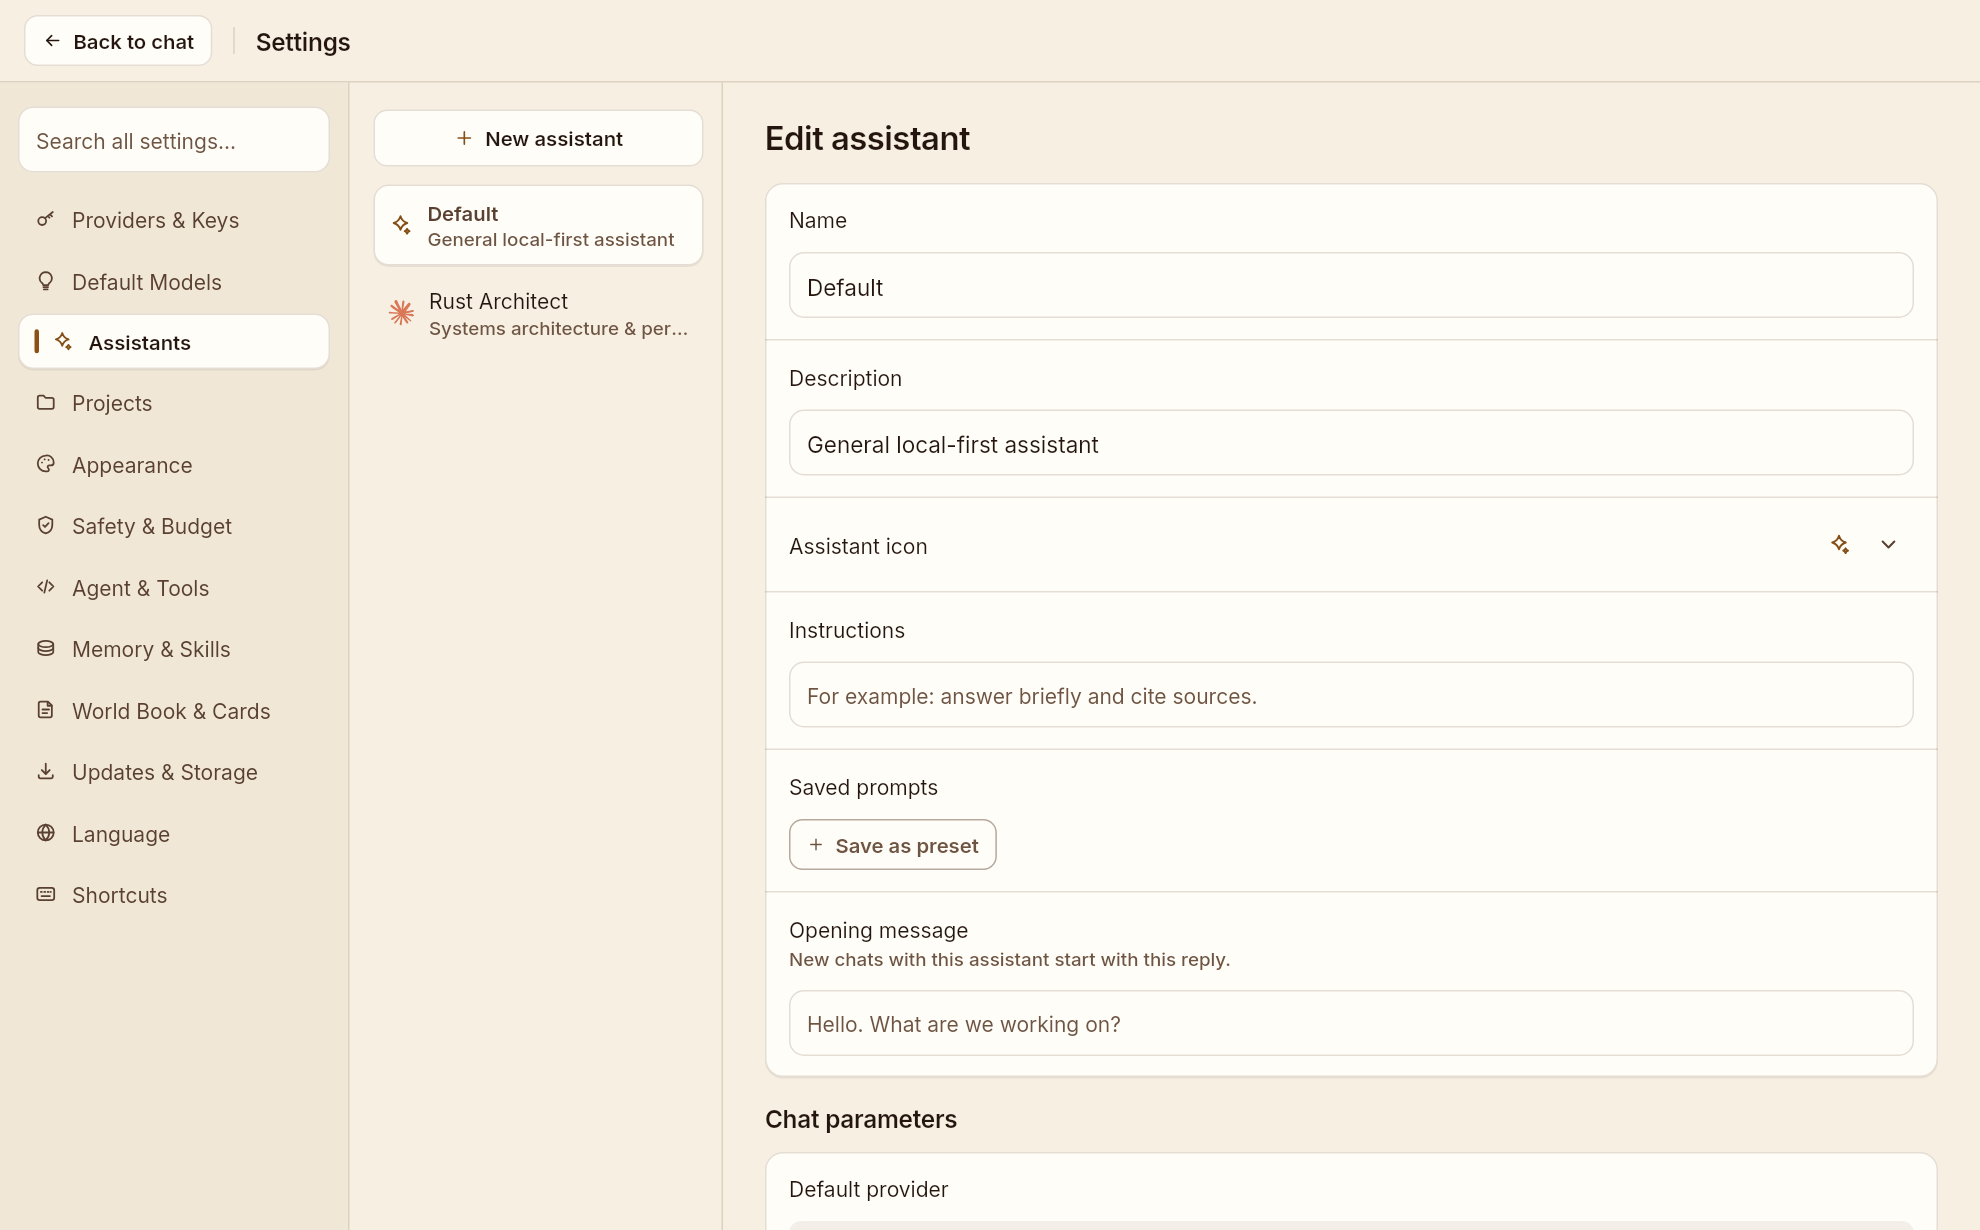 Back to chat
Settings
Search all settings...
Providers & Keys
Default Models
Assistants
Projects
Appearance
Safety & Budget
Agent & Tools
Memory & Skills
World Book & Cards
Updates & Storage
Language
Shortcuts
New assistant
Default
General local-first assistant
Rust Architect
Systems architecture & per...
Edit assistant
Name
Default
Description
General local-first assistant
Assistant icon
Instructions
For example: answer briefly and cite sources.
Saved prompts
Save as preset
Opening message
New chats with this assistant start with this reply.
Hello. What are we working on?
Chat parameters
Default provider